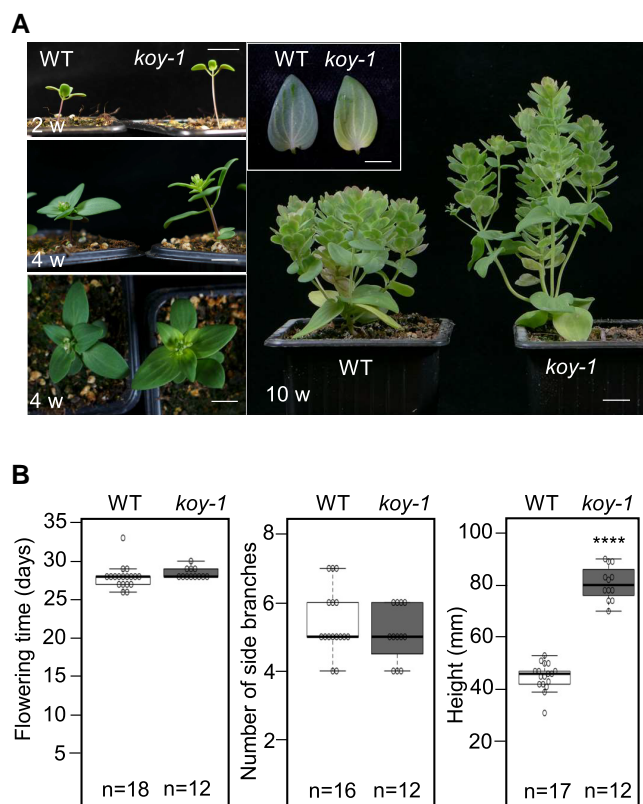 A
WT koy-1
2 w
4 w
4 w
WT koy-1
WT
koy-1
10 w
B
WT koy-1
Flowering time (days)
35
30
25
20
15
10
5
n=18 n=12
WT koy-1
Number of side branches
8
6
4
2
n=16 n=12
WT koy-1
Height (mm)
100
80
60
40
20
****
n=17 n=12